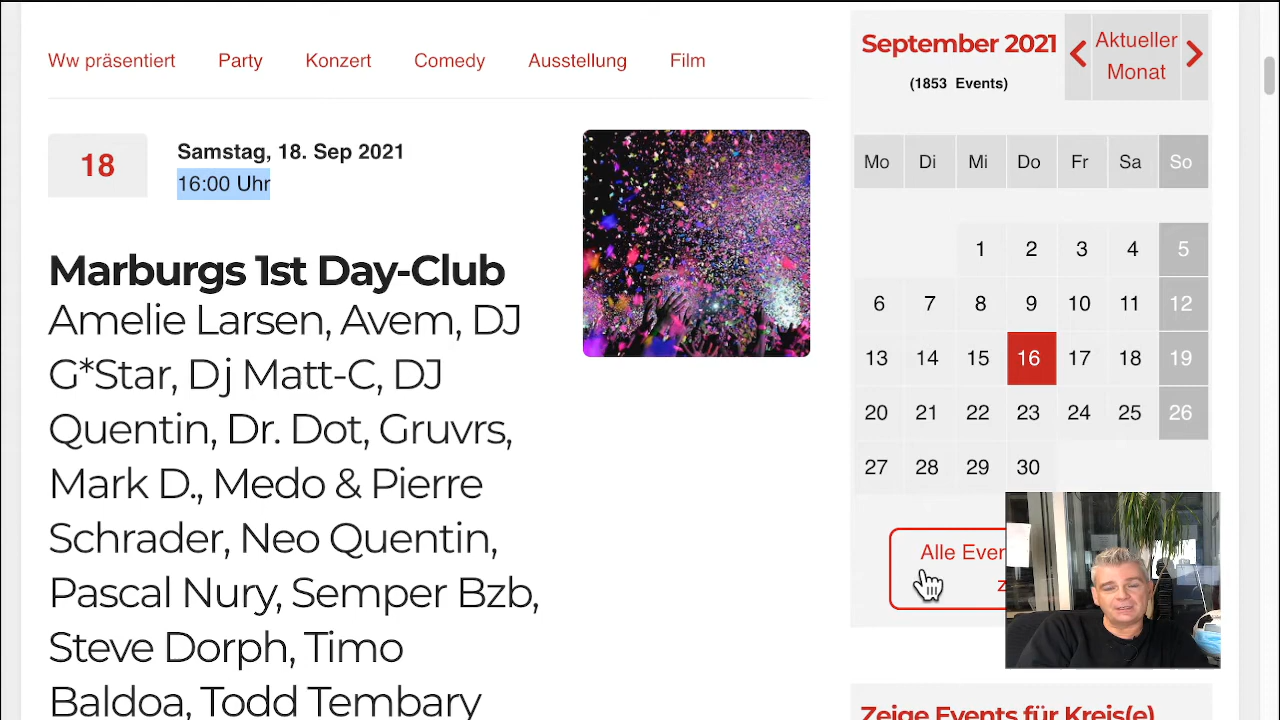 Ww präsentiert Party Konzert Comedy Ausstellung Film
18
Samstag, 18. Sep 2021
16:00 Uhr
Marburgs 1st Day-Club
Amelie Larsen, Avem, DJ
G*Star, Dj Matt-C, DJ
Quentin, Dr. Dot, Gruvrs,
Mark D., Medo & Pierre
Schrader, Neo Quentin,
Pascal Nury, Semper Bzb,
Steve Dorph, Timo
Baldoa, Todd Tembary
September 2021
(1853 Events)
Aktueller
Monat
Mo Di Mi Do Fr Sa So
1 2 3 4 5
6 7 8 9 10 11 12
13 14 15 16 17 18 19
20 21 22 23 24 25 26
27 28 29 30
Alle Even
z
Zeige Events für Kreis(e)